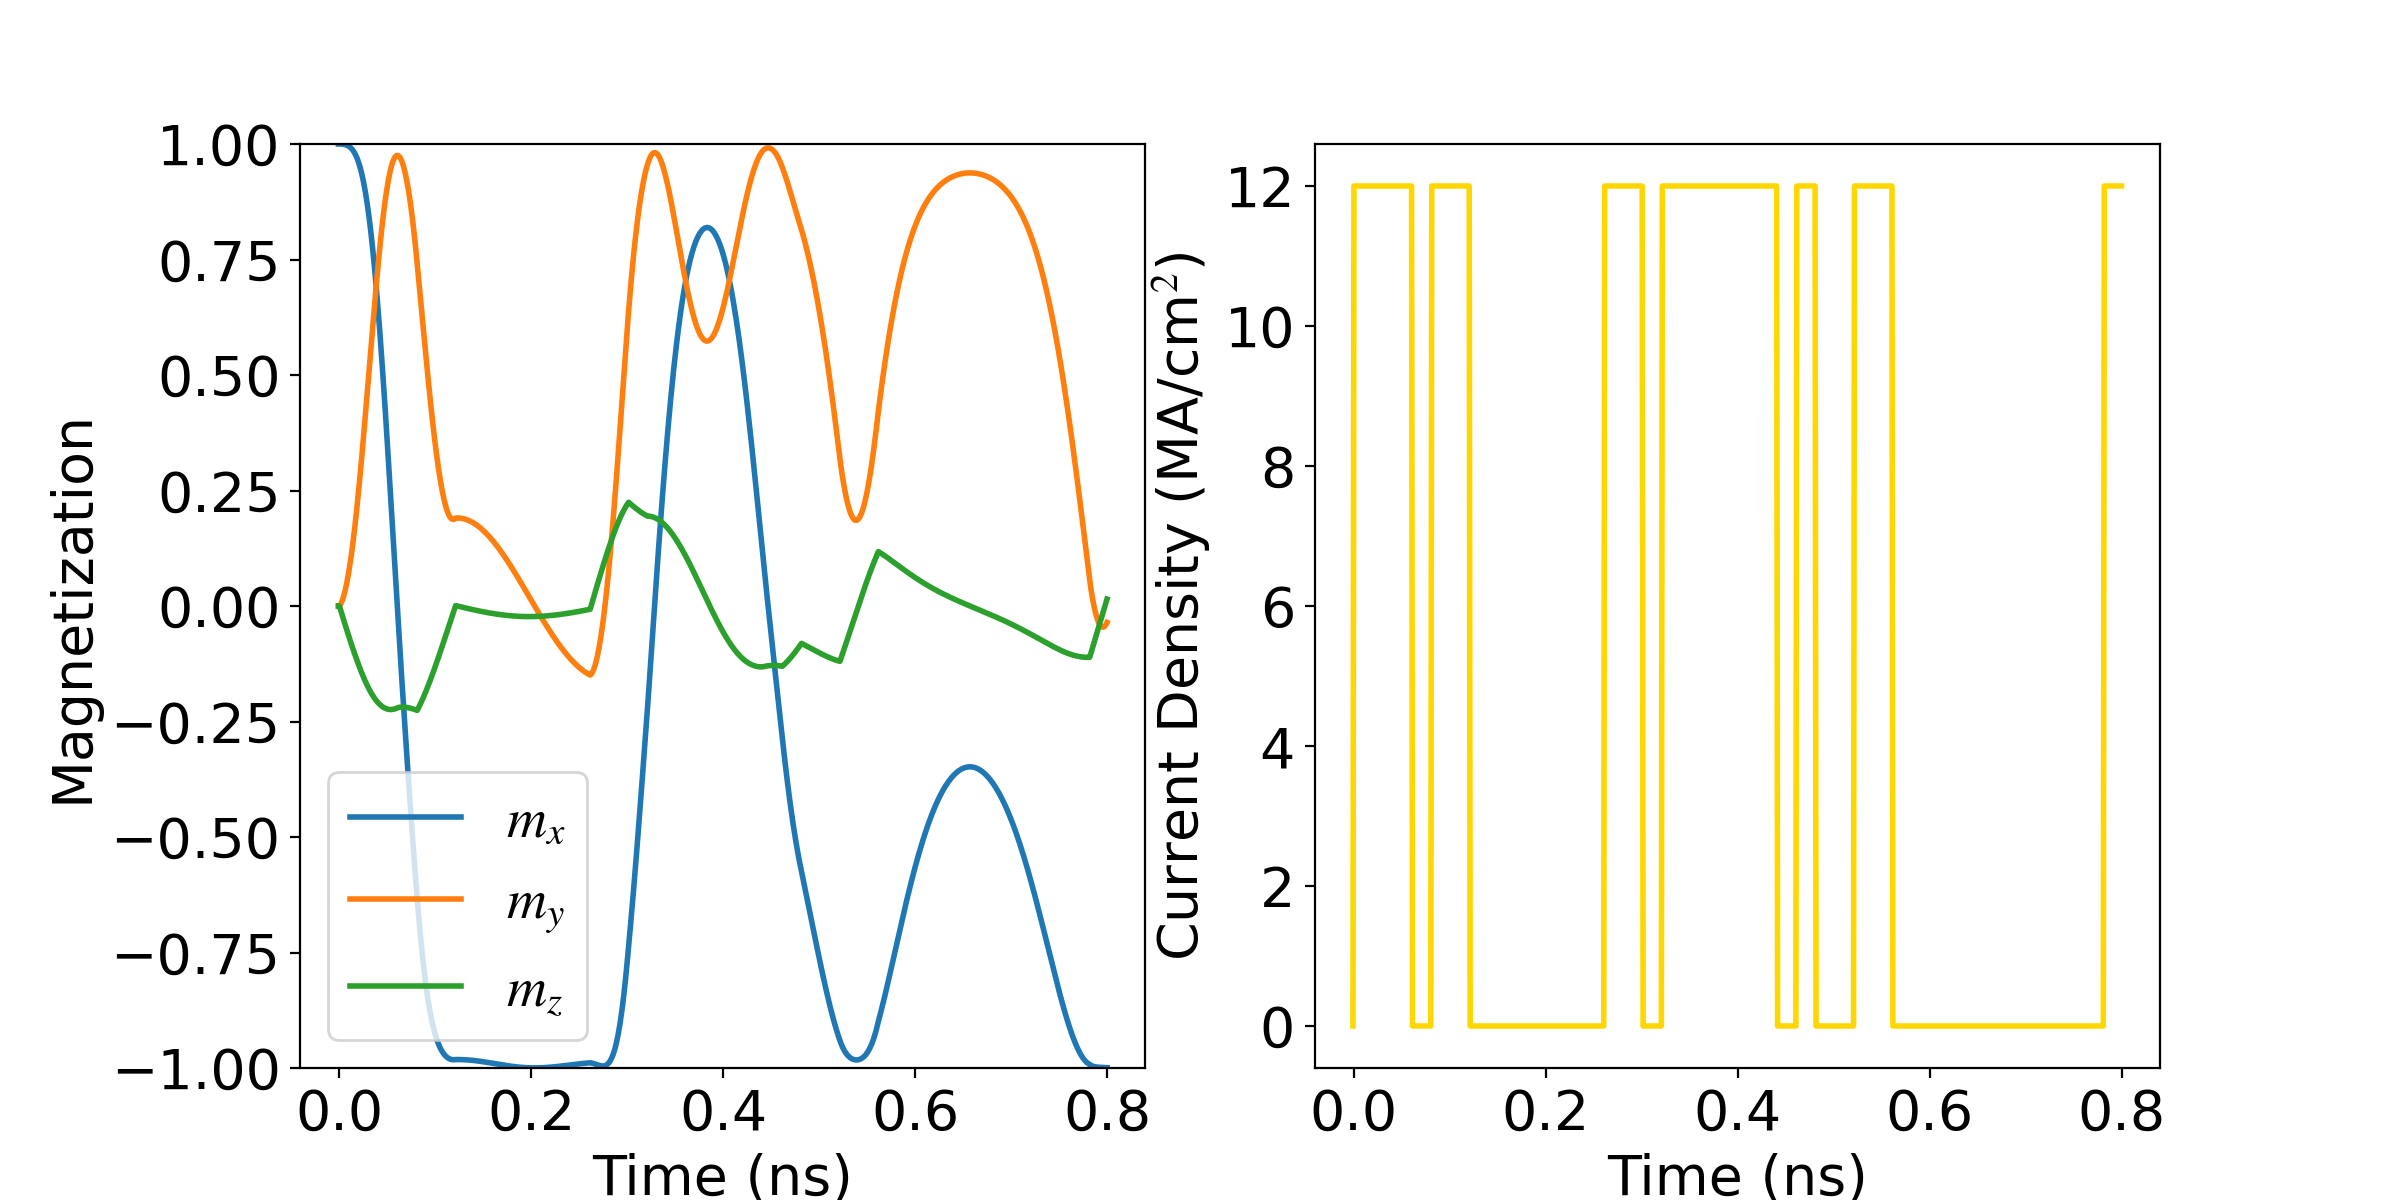 1.00
0.75
0.50
0.25
0.00
−0.25
−0.50
−0.75
−1.00
Magnetization
0.0 0.2 0.4 0.6 0.8
Time (ns)
m_x
m_y
m_z
12
10
8
6
4
2
0
Current Density (MA/cm²)
0.0 0.2 0.4 0.6 0.8
Time (ns)